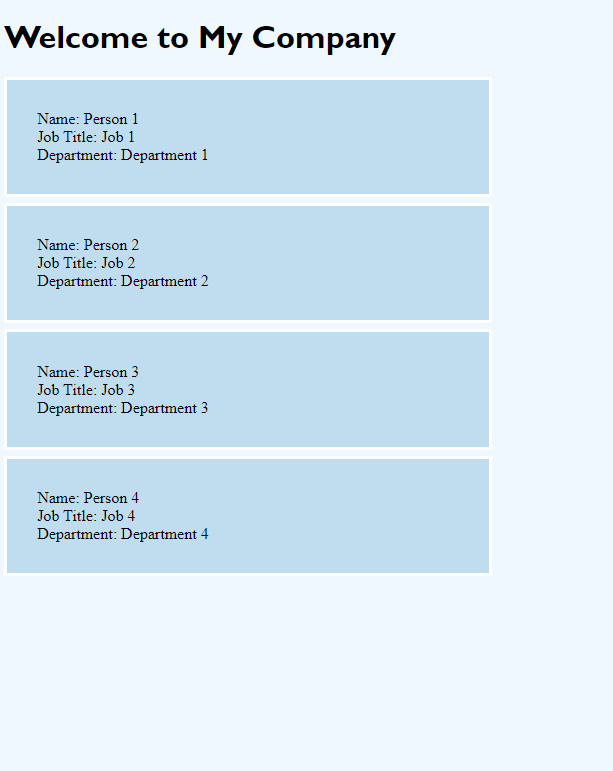 Welcome to My Company
Name: Person 1
Job Title: Job 1
Department: Department 1
Name: Person 2
Job Title: Job 2
Department: Department 2
Name: Person 3
Job Title: Job 3
Department: Department 3
Name: Person 4
Job Title: Job 4
Department: Department 4